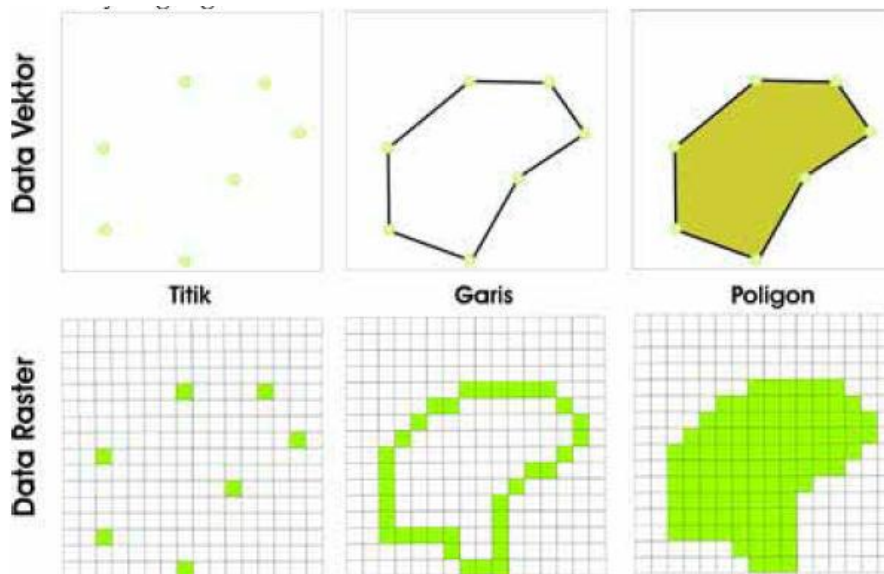 Data Vektor
Titik
Garis
Poligon
Data Raster